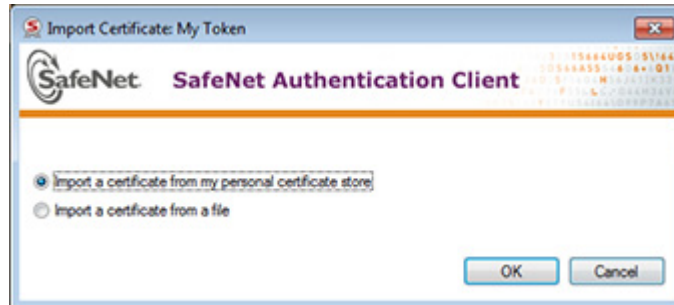 Import Certificate: My Token
SafeNet. SafeNet Authentication Client
Import a certificate from my personal certificate store
Import a certificate from a file
OK Cancel